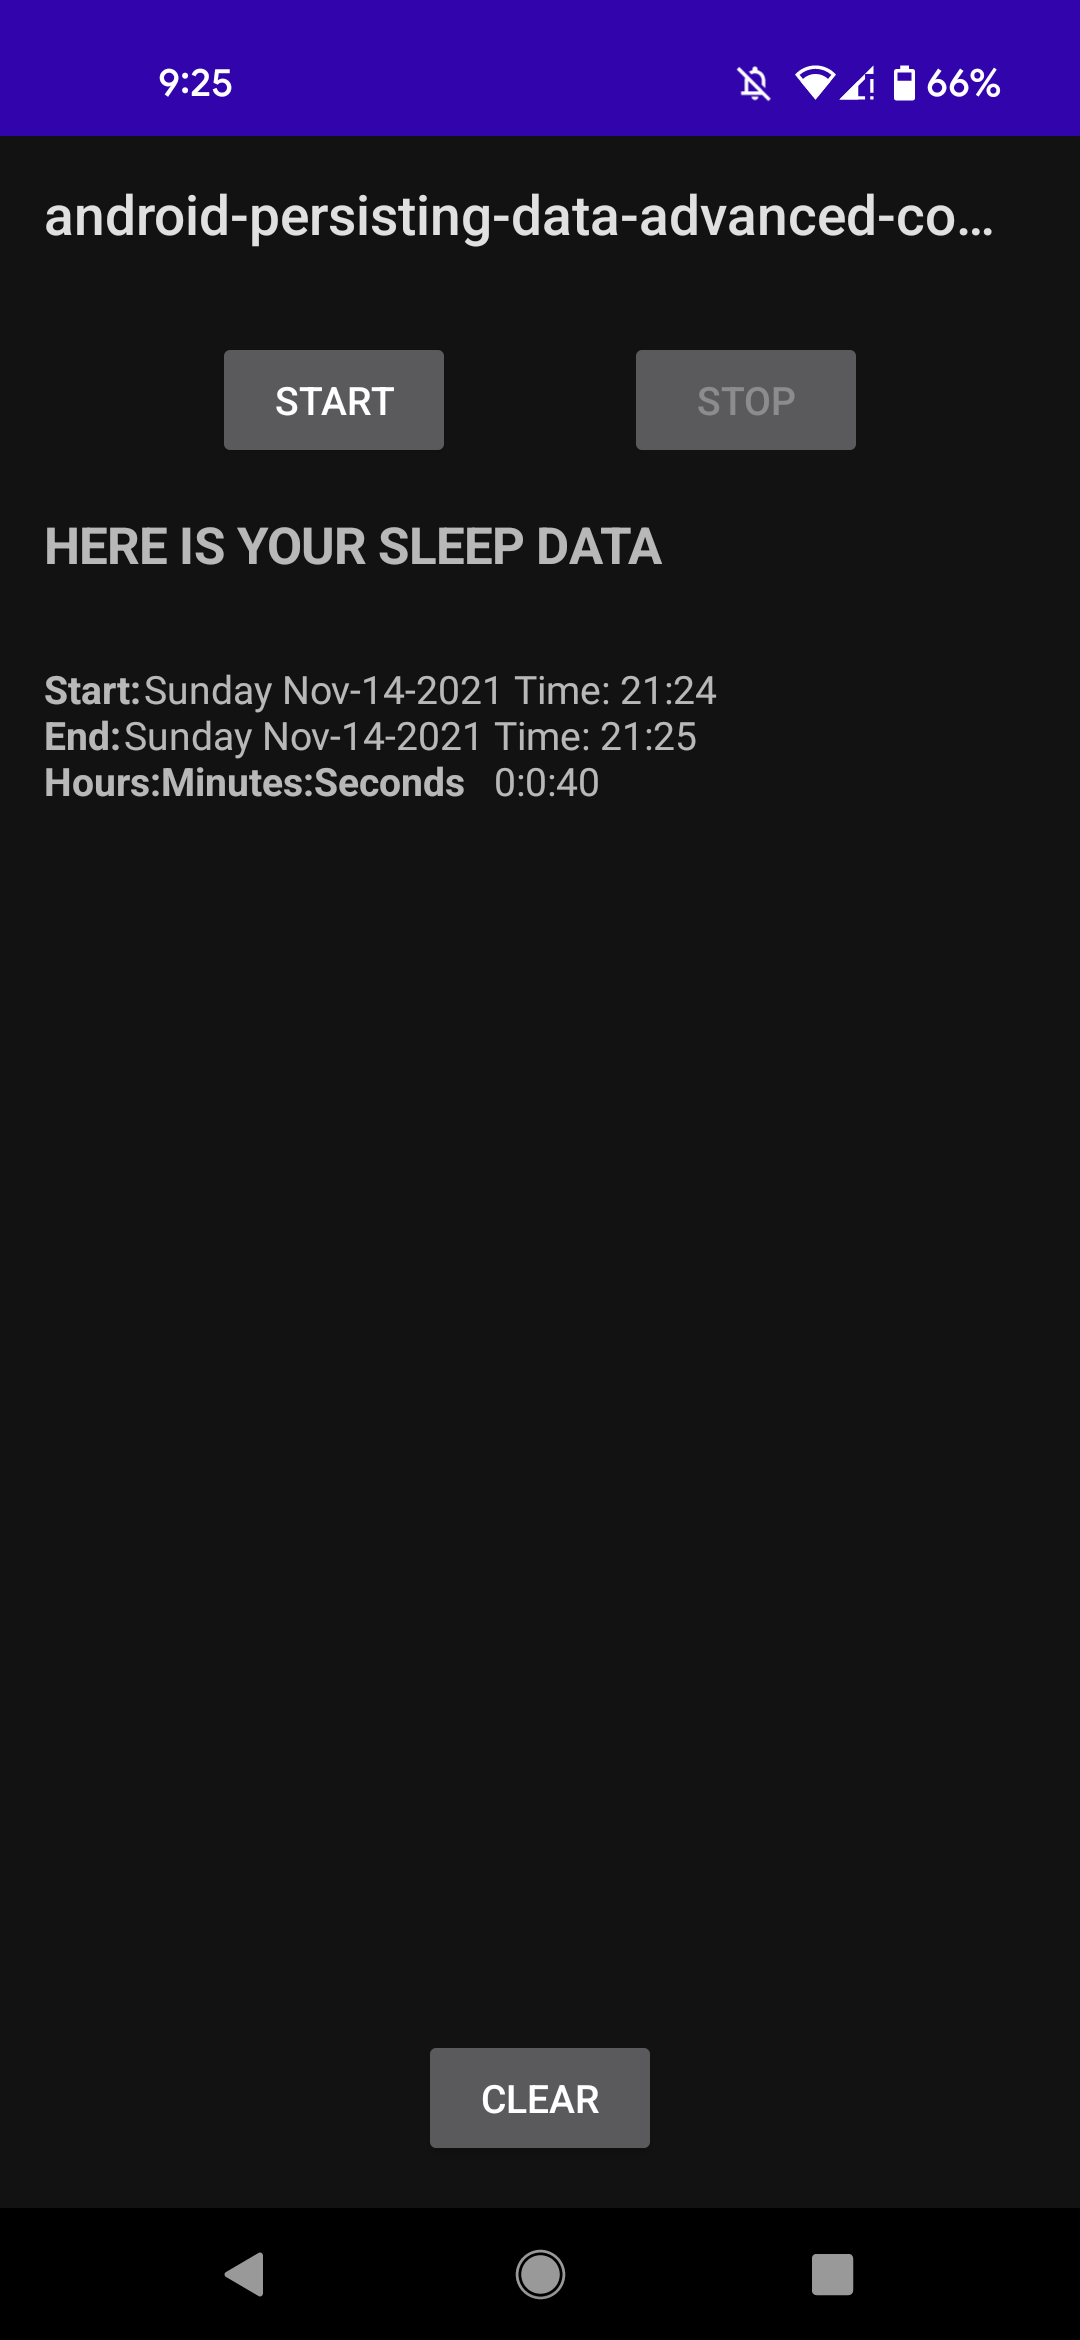 9:25 66%
android-persisting-data-advanced-co...
START STOP
HERE IS YOUR SLEEP DATA
Start: Sunday Nov-14-2021 Time: 21:24
End: Sunday Nov-14-2021 Time: 21:25
Hours:Minutes:Seconds 0:0:40
CLEAR